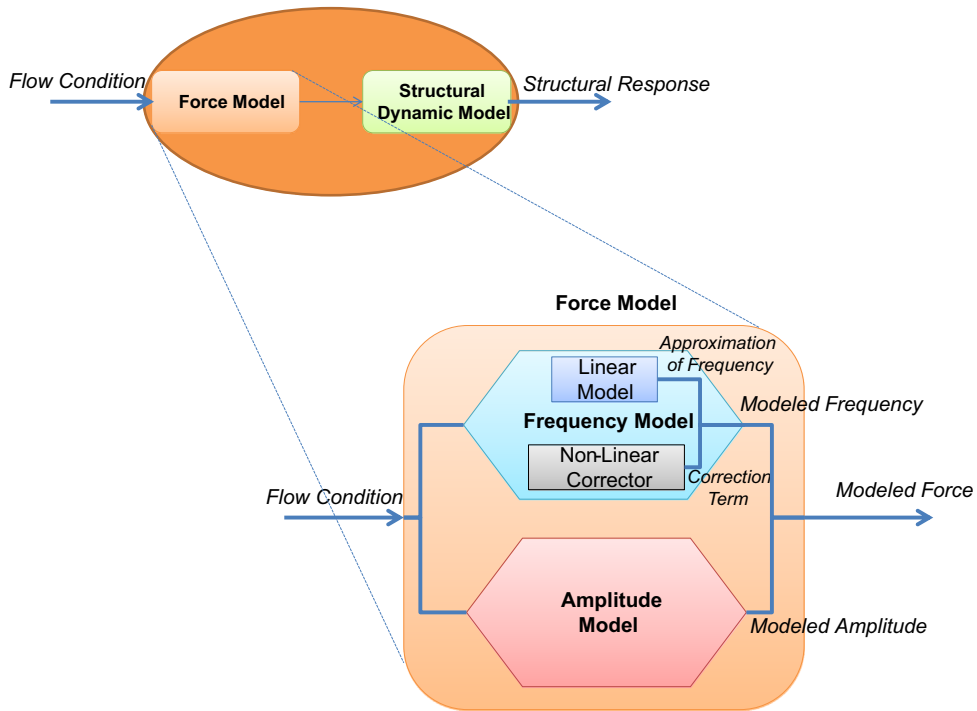 Flow Condition
Force Model
Structural
Dynamic Model
Structural Response
Force Model
Approximation
of Frequency
Linear
Model
Modeled Frequency
Frequency Model
Non-Linear
Corrector
Correction
Term
Flow Condition
Modeled Force
Amplitude
Model
Modeled Amplitude